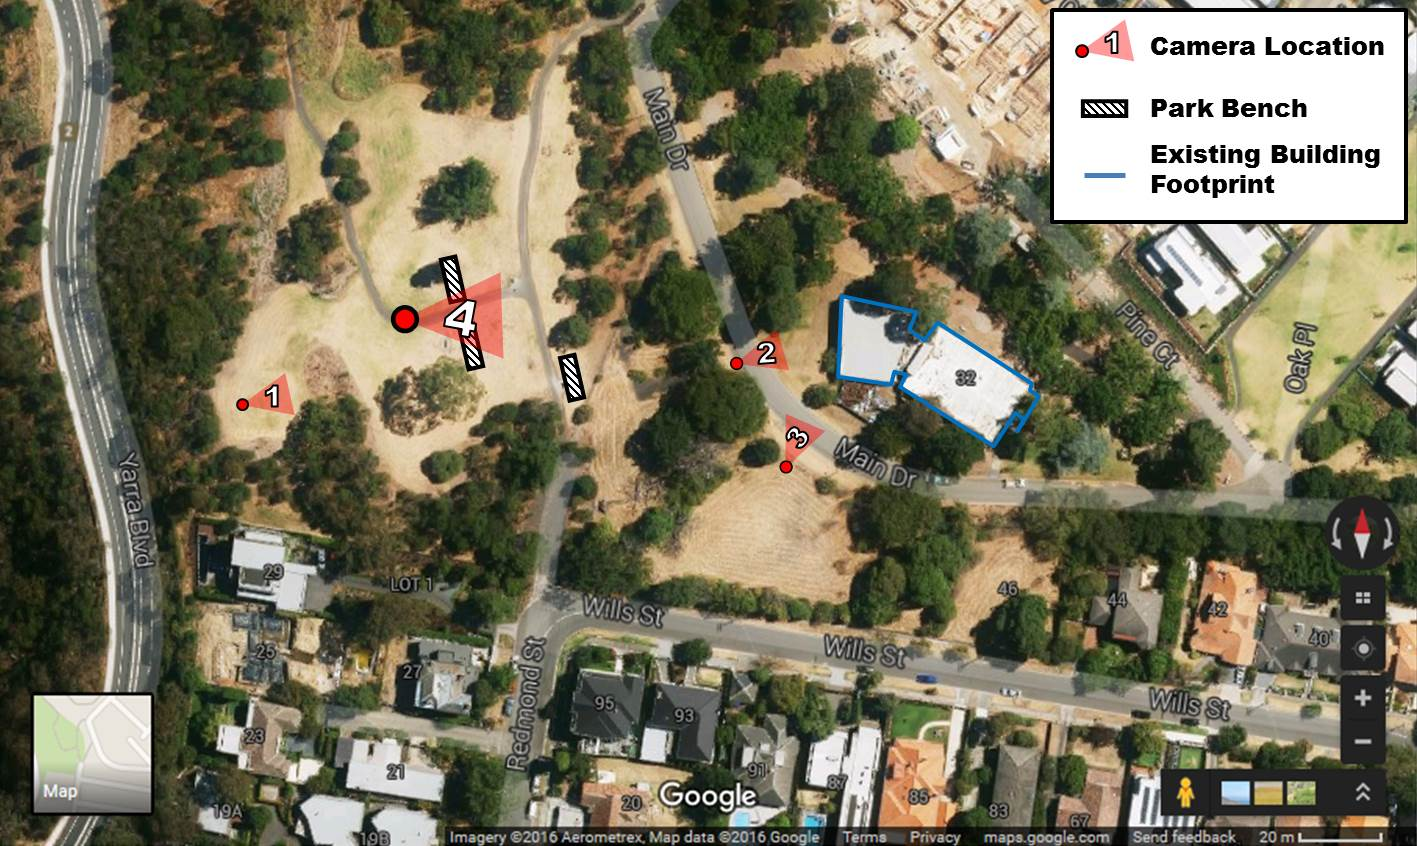 1 Camera Location
Park Bench
Existing Building
Footprint
2
Main Dr
4
2
1
3
Main Dr
32
Pine Ct
Oak Pl
Yarra Blvd
29
LOT 1
25
27
23
21
19A
19B
Redmond St
Wills St
Wills St
Wills St
46
44
42
40
95
93
91
87
85
83
67
20
Map
Google
Imagery ©2016 Aerometrex, Map data ©2016 Google Terms Privacy maps.google.com Send feedback 20 m